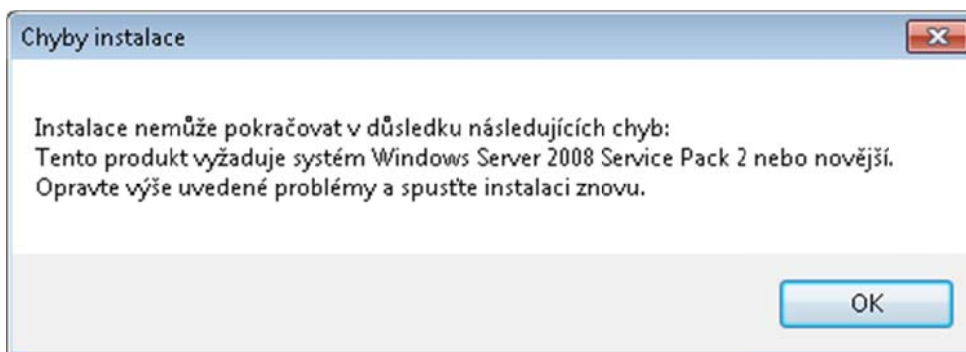 Chyby instalace
Instalace nemůže pokračovat v důsledku následujících chyb:
Tento produkt vyžaduje systém Windows Server 2008 Service Pack 2 nebo novější.
Opravte výše uvedené problémy a spusťte instalaci znovu.
OK